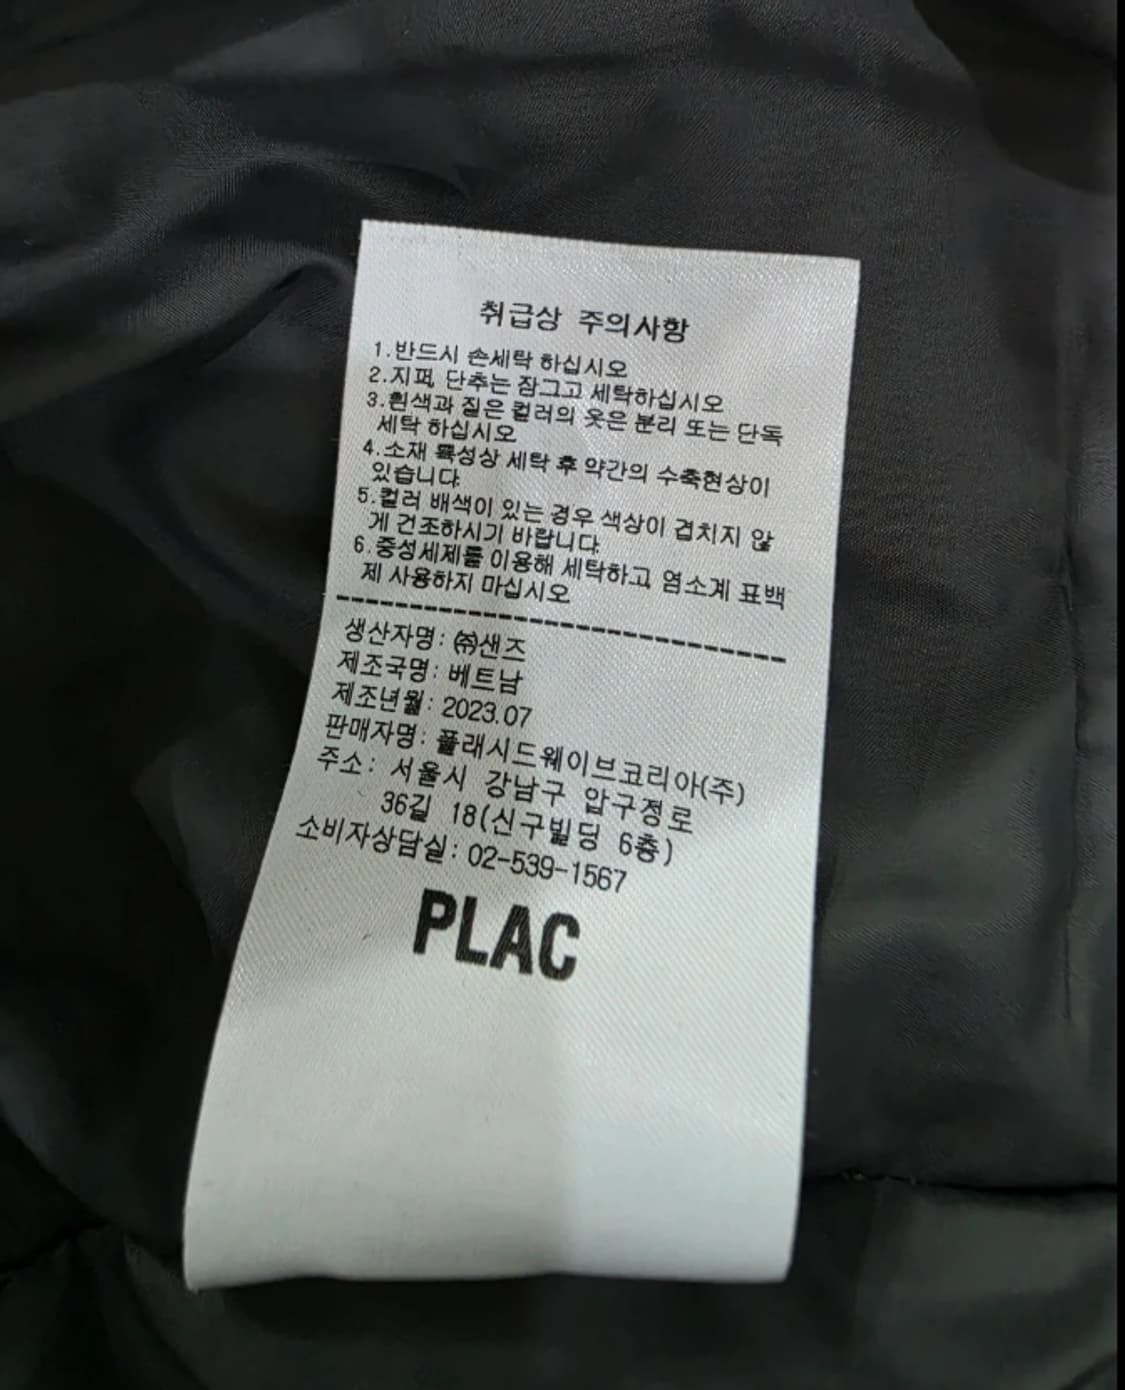 취급상 주의사항
1.반드시 손세탁 하십시오
2.지퍼, 단추는 잠그고 세탁하십시오
3.흰색과 짙은 컬러의 옷은 분리 또는 단독
세탁 하십시오
4.소재 특성상 세탁 후 약간의 수축현상이
있습니다.
5.컬러 배색이 있는 경우 색상이 겹치지 않
게 건조하시기 바랍니다.
6.중성세제를 이용해 세탁하고, 염소계 표백
제 사용하지 마십시오
생산자명: ㈜샌즈
제조국명: 베트남
제조년월: 2023.07
판매자명: 플래시드웨이브코리아(주)
주소: 서울시 강남구 압구정로
36길 18(신구빌딩 6층)
소비자상담실: 02-539-1567
PLAC